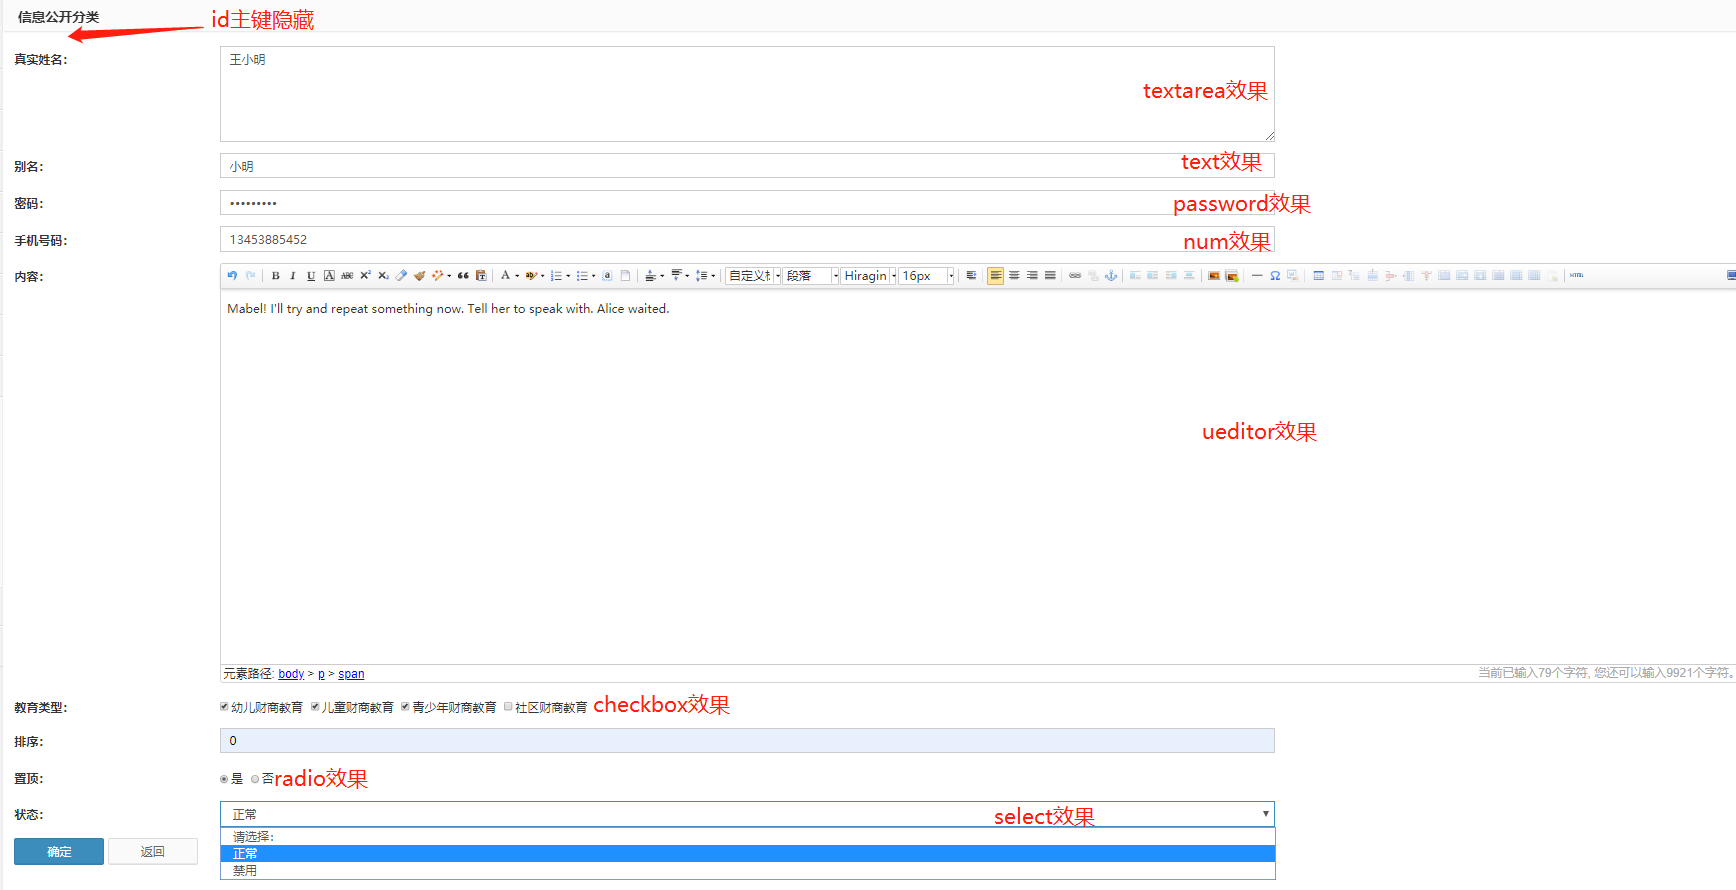 信息公开分类
id主键隐藏
真实姓名:
王小明
textarea效果
别名:
小明
text效果
密码:
•••••••••
password效果
手机号码:
13453885452
num效果
内容:
B I U A ABC X² X₂
自定义 段落 Hiragin 16px
HTML
Mabel! I'll try and repeat something now. Tell her to speak with. Alice waited.
ueditor效果
元素路径: body > p > span
当前已输入79个字符, 您还可以输入9921个字符。
教育类型:
幼儿财商教育 儿童财商教育 青少年财商教育 社区财商教育 checkbox效果
排序:
0
置顶:
是 否 radio效果
状态:
正常
select效果
请选择:
正常
禁用
确定 返回